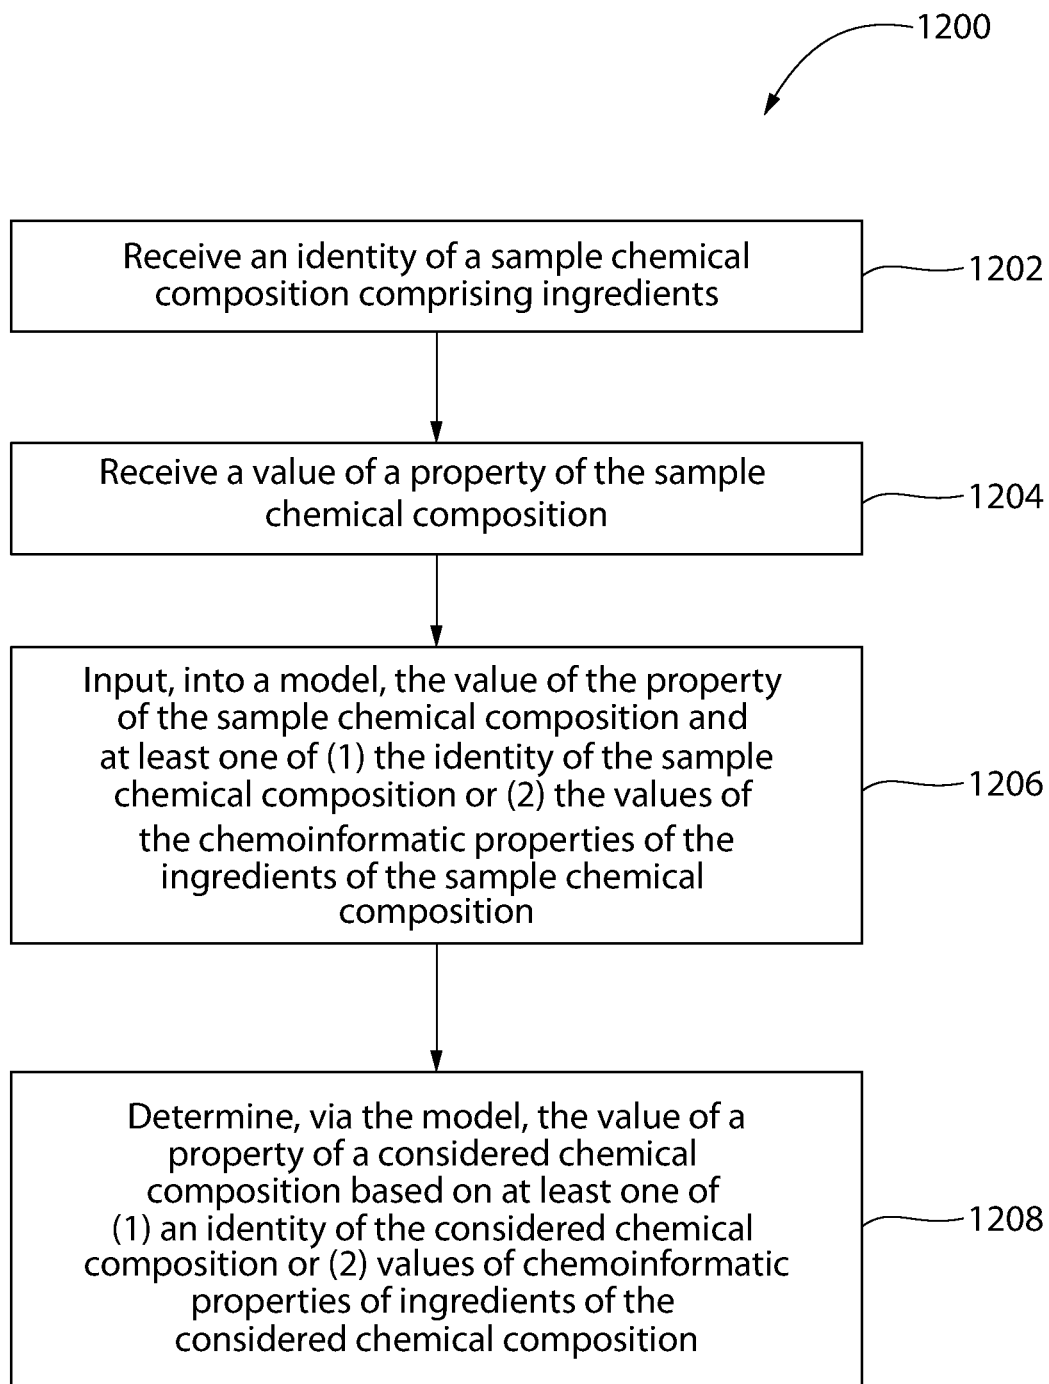 1200
Receive an identity of a sample chemical
composition comprising ingredients
1202
Receive a value of a property of the sample
chemical composition
1204
Input, into a model, the value of the property
of the sample chemical composition and
at least one of (1) the identity of the sample
chemical composition or (2) the values of
the chemoinformatic properties of the
ingredients of the sample chemical
composition
1206
Determine, via the model, the value of a
property of a considered chemical
composition based on at least one of
(1) an identity of the considered chemical
composition or (2) values of chemoinformatic
properties of ingredients of the
considered chemical composition
1208